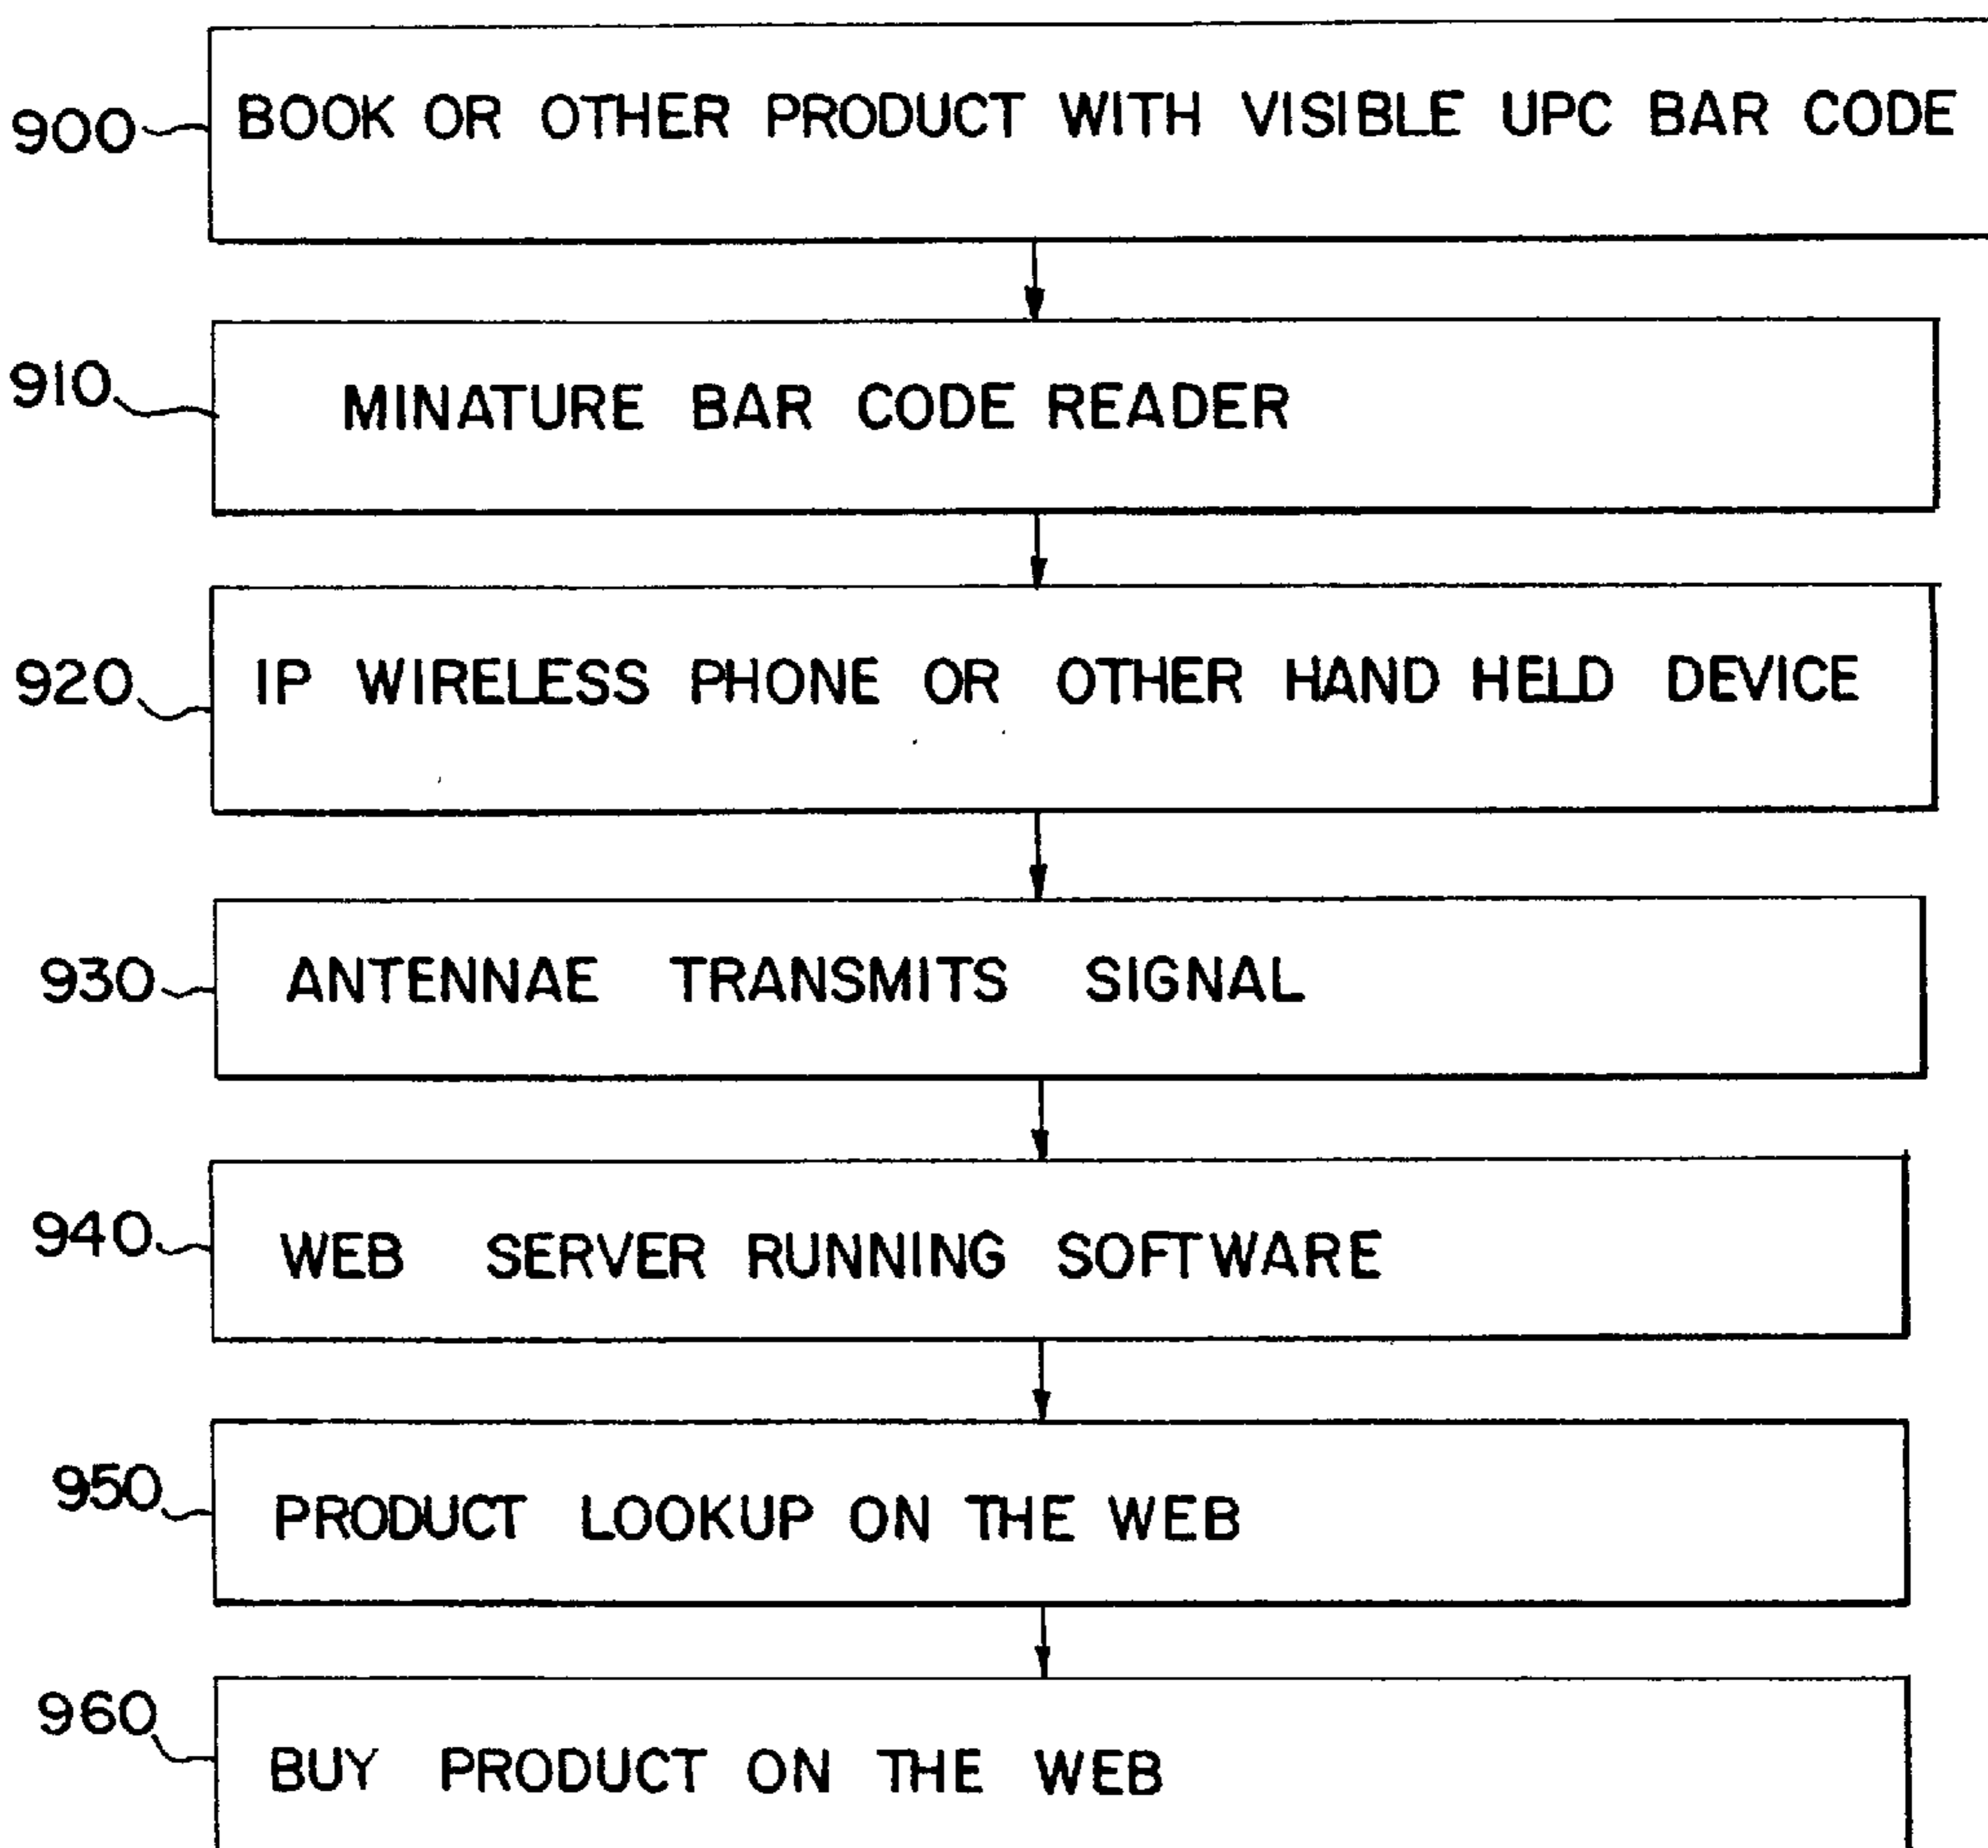 900 BOOK OR OTHER PRODUCT WITH VISIBLE UPC BAR CODE
910 MINATURE BAR CODE READER
920 IP WIRELESS PHONE OR OTHER HAND HELD DEVICE
930 ANTENNAE TRANSMITS SIGNAL
940 WEB SERVER RUNNING SOFTWARE
950 PRODUCT LOOKUP ON THE WEB
960 BUY PRODUCT ON THE WEB